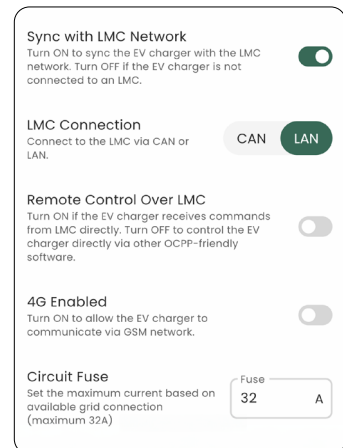 Sync with LMC Network
Turn ON to sync the EV charger with the LMC
network. Turn OFF if the EV charger is not
connected to an LMC.
LMC Connection
Connect to the LMC via CAN or
LAN.
CAN LAN
Remote Control Over LMC
Turn ON if the EV charger receives commands
from LMC directly. Turn OFF to control the EV
charger directly via other OCPP-friendly
software.
4G Enabled
Turn ON to allow the EV charger to
communicate via GSM network.
Circuit Fuse
Set the maximum current based on
available grid connection
(maximum 32A)
Fuse
32 A